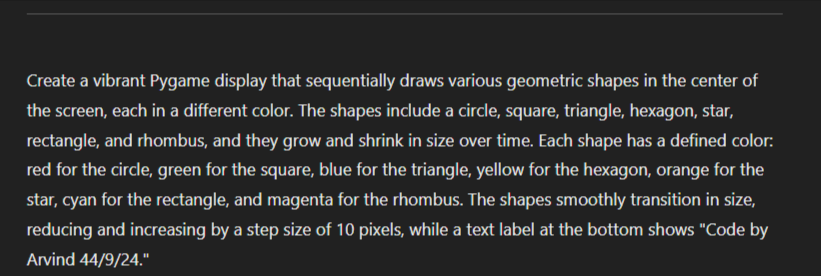 Create a vibrant Pygame display that sequentially draws various geometric shapes in the center of
the screen, each in a different color. The shapes include a circle, square, triangle, hexagon, star,
rectangle, and rhombus, and they grow and shrink in size over time. Each shape has a defined color:
red for the circle, green for the square, blue for the triangle, yellow for the hexagon, orange for the
star, cyan for the rectangle, and magenta for the rhombus. The shapes smoothly transition in size,
reducing and increasing by a step size of 10 pixels, while a text label at the bottom shows "Code by
Arvind 44/9/24."